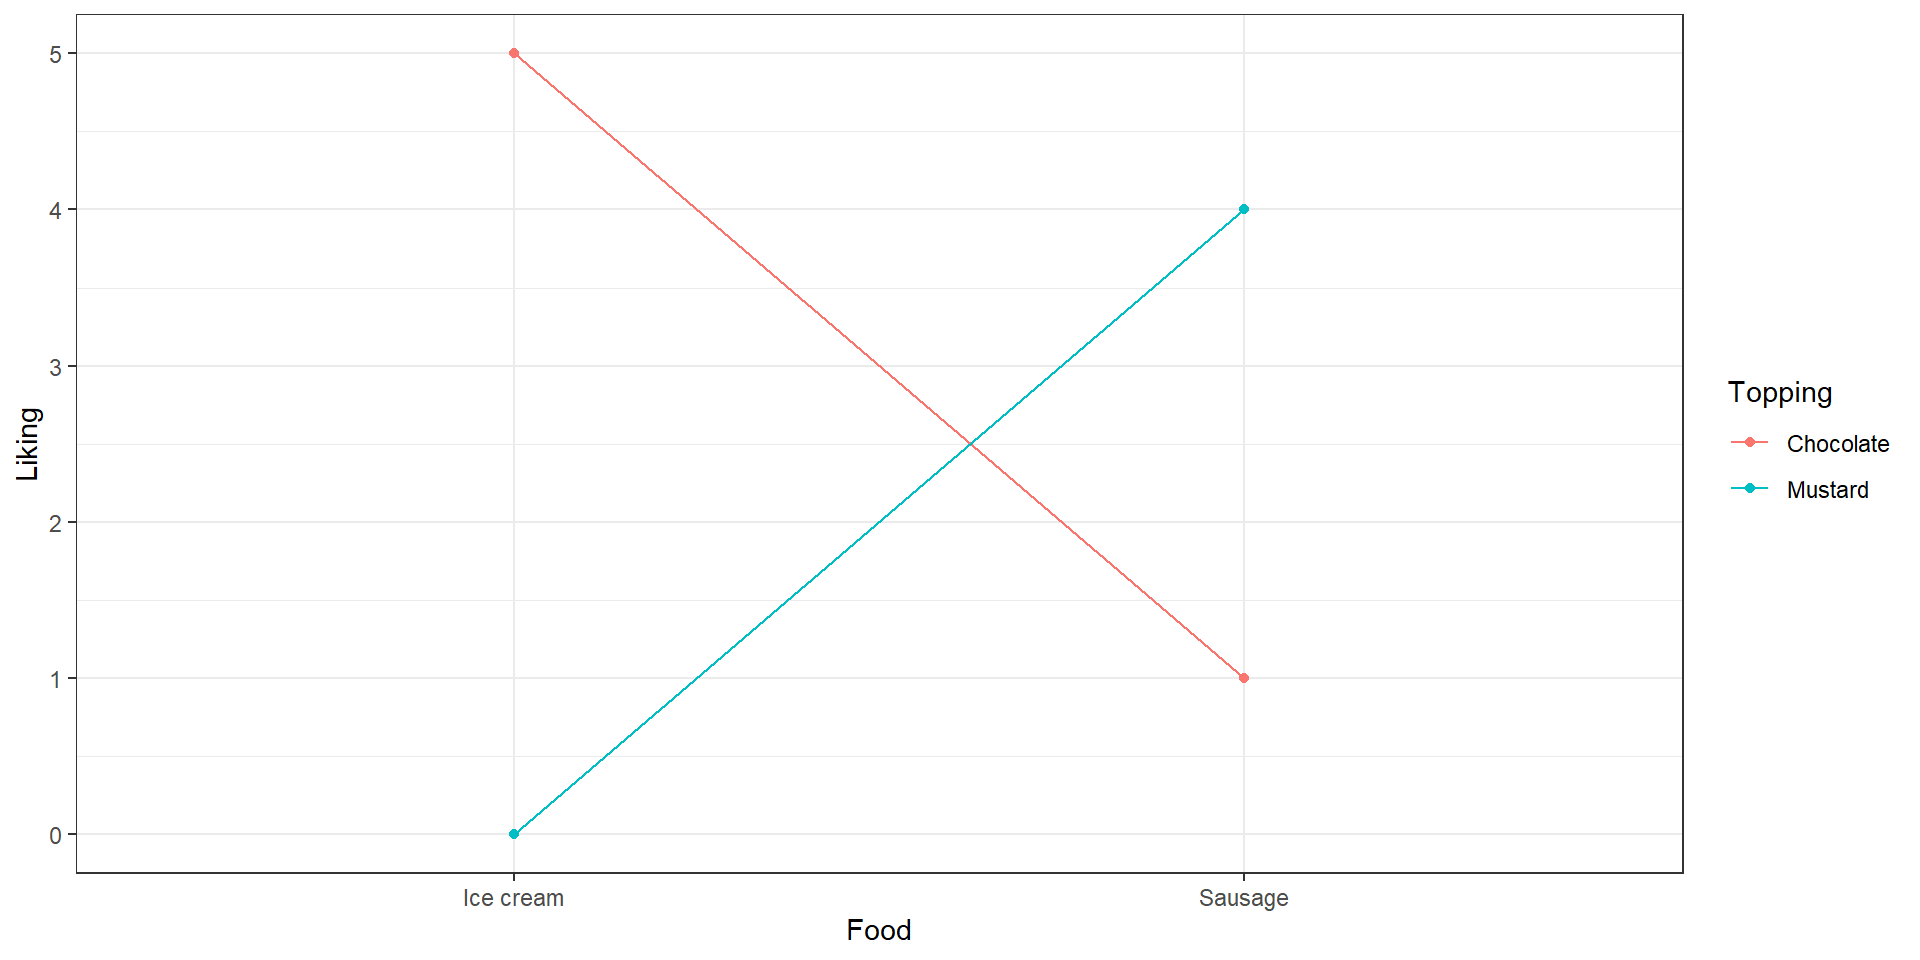 5
4
3
2
1
0
Liking
Ice cream
Sausage
Food
Topping
Chocolate
Mustard